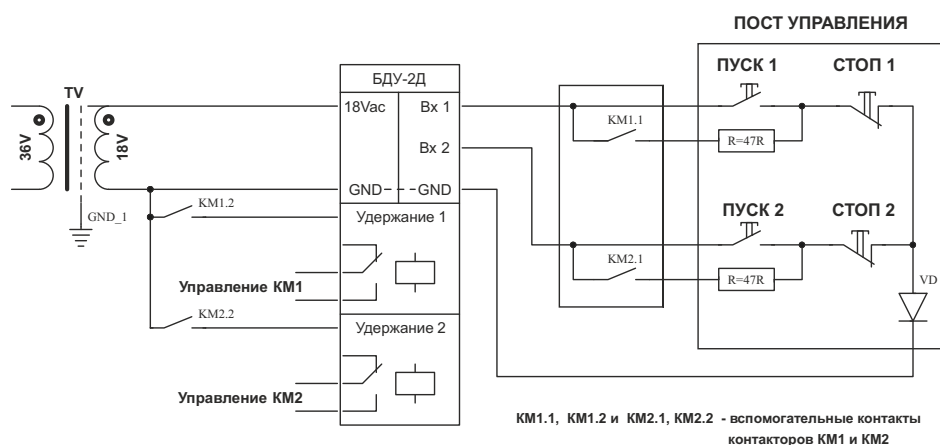 ПОСТ УПРАВЛЕНИЯ
БДУ-2Д
ПУСК 1
СТОП 1
TV
36V
18V
18Vac
Вх 1
KM1.1
R=47R
Вх 2
GND
GND
GND_1
KM1.2
Удержание 1
ПУСК 2
СТОП 2
KM2.1
R=47R
VD
Управление КМ1
KM2.2
Удержание 2
Управление КМ2
КМ1.1, КМ1.2 и КМ2.1, КМ2.2 - вспомогательные контакты
контакторов КМ1 и КМ2